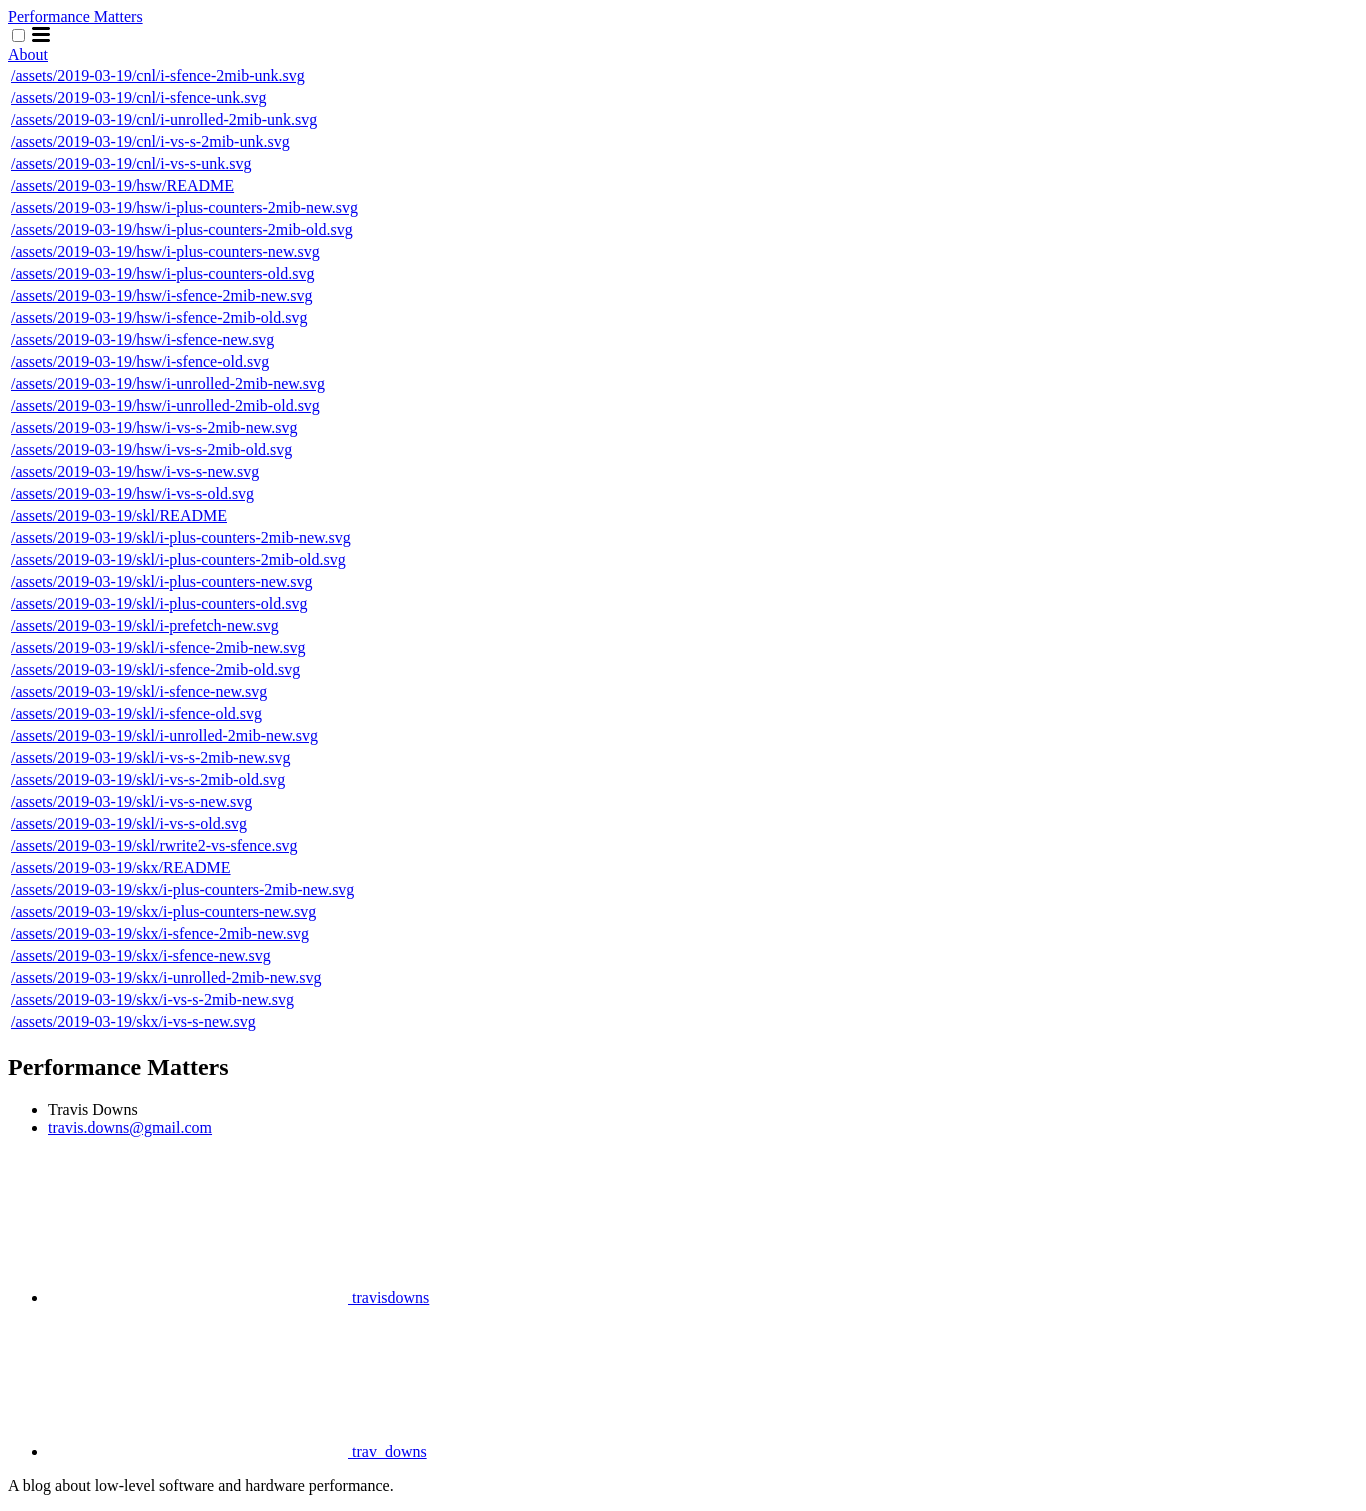 Performance Matters
About
/assets/2019-03-19/cnl/i-sfence-2mib-unk.svg
/assets/2019-03-19/cnl/i-sfence-unk.svg
/assets/2019-03-19/cnl/i-unrolled-2mib-unk.svg
/assets/2019-03-19/cnl/i-vs-s-2mib-unk.svg
/assets/2019-03-19/cnl/i-vs-s-unk.svg
/assets/2019-03-19/hsw/README
/assets/2019-03-19/hsw/i-plus-counters-2mib-new.svg
/assets/2019-03-19/hsw/i-plus-counters-2mib-old.svg
/assets/2019-03-19/hsw/i-plus-counters-new.svg
/assets/2019-03-19/hsw/i-plus-counters-old.svg
/assets/2019-03-19/hsw/i-sfence-2mib-new.svg
/assets/2019-03-19/hsw/i-sfence-2mib-old.svg
/assets/2019-03-19/hsw/i-sfence-new.svg
/assets/2019-03-19/hsw/i-sfence-old.svg
/assets/2019-03-19/hsw/i-unrolled-2mib-new.svg
/assets/2019-03-19/hsw/i-unrolled-2mib-old.svg
/assets/2019-03-19/hsw/i-vs-s-2mib-new.svg
/assets/2019-03-19/hsw/i-vs-s-2mib-old.svg
/assets/2019-03-19/hsw/i-vs-s-new.svg
/assets/2019-03-19/hsw/i-vs-s-old.svg
/assets/2019-03-19/skl/README
/assets/2019-03-19/skl/i-plus-counters-2mib-new.svg
/assets/2019-03-19/skl/i-plus-counters-2mib-old.svg
/assets/2019-03-19/skl/i-plus-counters-new.svg
/assets/2019-03-19/skl/i-plus-counters-old.svg
/assets/2019-03-19/skl/i-prefetch-new.svg
/assets/2019-03-19/skl/i-sfence-2mib-new.svg
/assets/2019-03-19/skl/i-sfence-2mib-old.svg
/assets/2019-03-19/skl/i-sfence-new.svg
/assets/2019-03-19/skl/i-sfence-old.svg
/assets/2019-03-19/skl/i-unrolled-2mib-new.svg
/assets/2019-03-19/skl/i-vs-s-2mib-new.svg
/assets/2019-03-19/skl/i-vs-s-2mib-old.svg
/assets/2019-03-19/skl/i-vs-s-new.svg
/assets/2019-03-19/skl/i-vs-s-old.svg
/assets/2019-03-19/skl/rwrite2-vs-sfence.svg
/assets/2019-03-19/skx/README
/assets/2019-03-19/skx/i-plus-counters-2mib-new.svg
/assets/2019-03-19/skx/i-plus-counters-new.svg
/assets/2019-03-19/skx/i-sfence-2mib-new.svg
/assets/2019-03-19/skx/i-sfence-new.svg
/assets/2019-03-19/skx/i-unrolled-2mib-new.svg
/assets/2019-03-19/skx/i-vs-s-2mib-new.svg
/assets/2019-03-19/skx/i-vs-s-new.svg
Performance Matters
Travis Downs
travis.downs@gmail.com
travisdowns
trav_downs
A blog about low-level software and hardware performance.